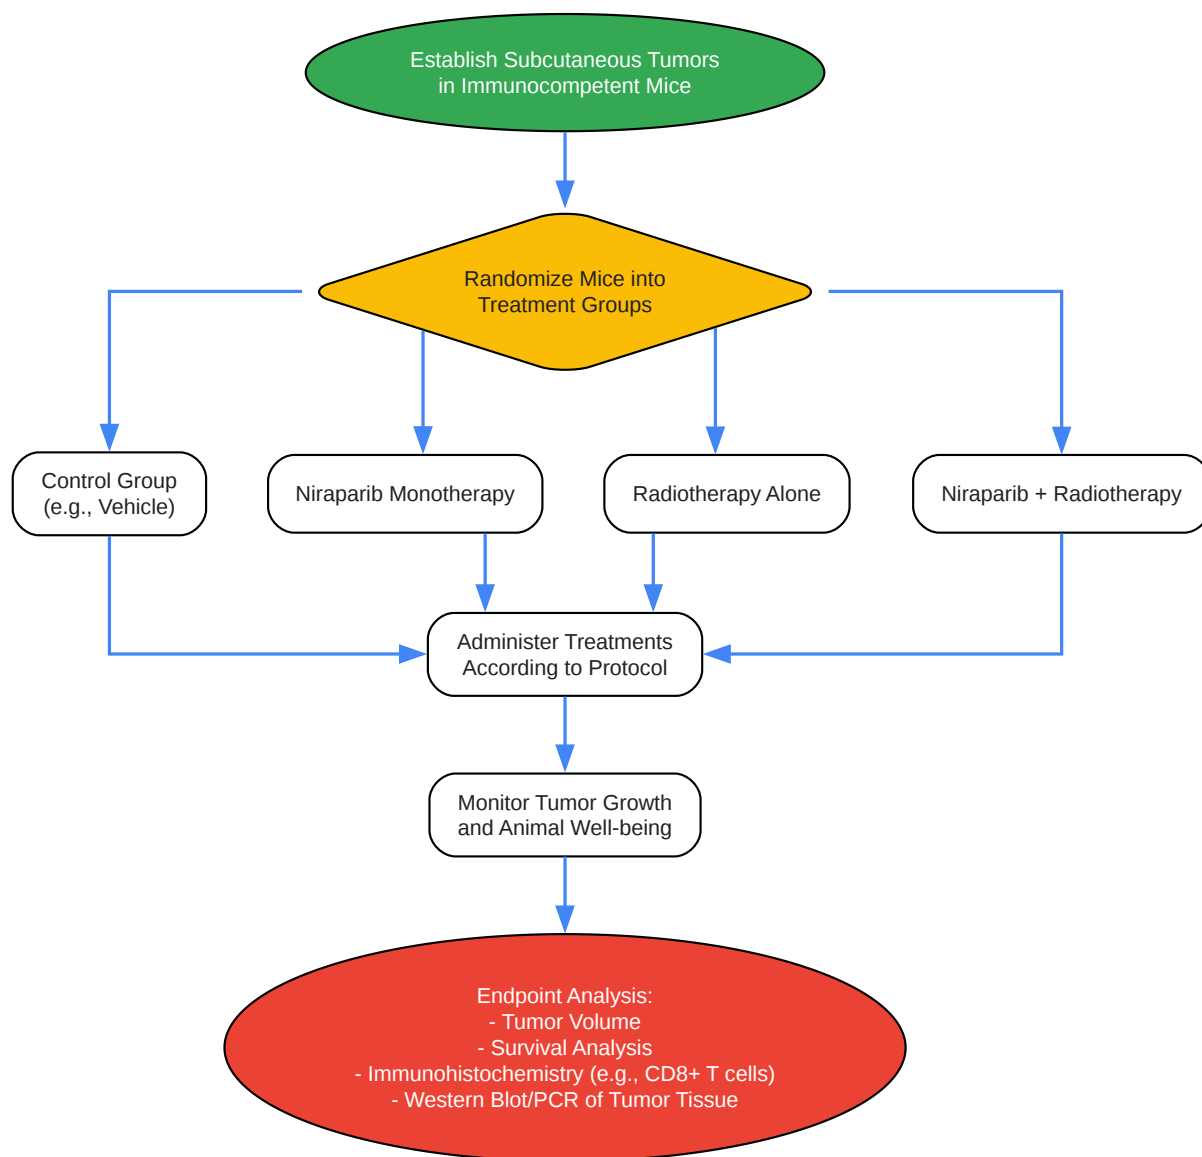 Establish Subcutaneous Tumors
in Immunocompetent Mice
Randomize Mice into
Treatment Groups
Control Group
(e.g., Vehicle)
Niraparib Monotherapy
Radiotherapy Alone
Niraparib + Radiotherapy
Administer Treatments
According to Protocol
Monitor Tumor Growth
and Animal Well-being
Endpoint Analysis:
- Tumor Volume
- Survival Analysis
- Immunohistochemistry (e.g., CD8+ T cells)
- Western Blot/PCR of Tumor Tissue